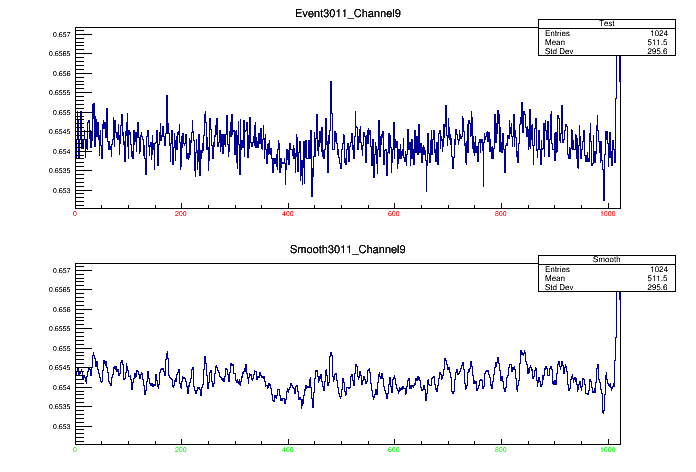 Event3011_Channel9
Test
Entries 1024
Mean 511.5
Std Dev 295.6
0.657
0.6565
0.656
0.6555
0.655
0.6545
0.654
0.6535
0.653
0 200 400 600 800 1000
Smooth3011_Channel9
Smooth
Entries 1024
Mean 511.5
Std Dev 295.6
0.657
0.6565
0.656
0.6555
0.655
0.6545
0.654
0.6535
0.653
0 200 400 600 800 1000